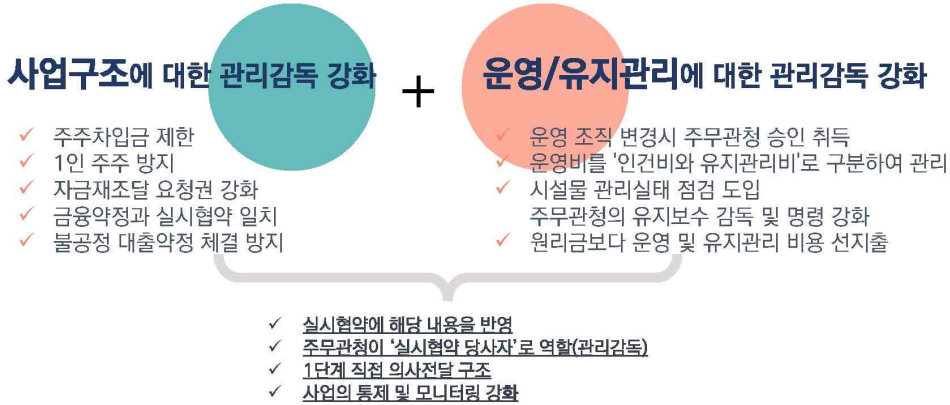 사업구조에 대한 관리감독 강화
✓ 주주차입금 제한
✓ 1인 주주 방지
✓ 자금재조달 요청권 강화
✓ 금융약정과 실시협약 일치
✓ 불공정 대출약정 체결 방지
+
운영/유지관리에 대한 관리감독 강화
✓ 운영 조직 변경시 주무관청 승인 취득
✓ 운영비를 '인건비와 유지관리비'로 구분하여 관리
✓ 시설물 관리실태 점검 도입
주무관청의 유지보수 감독 및 명령 강화
✓ 원리금보다 운영 및 유지관리 비용 선지출
✓ 실시협약에 해당 내용을 반영
✓ 주무관청이 '실시협약 당사자'로 역할(관리감독)
✓ 1단계 직접 의사전달 구조
✓ 사업의 통제 및 모니터링 강화